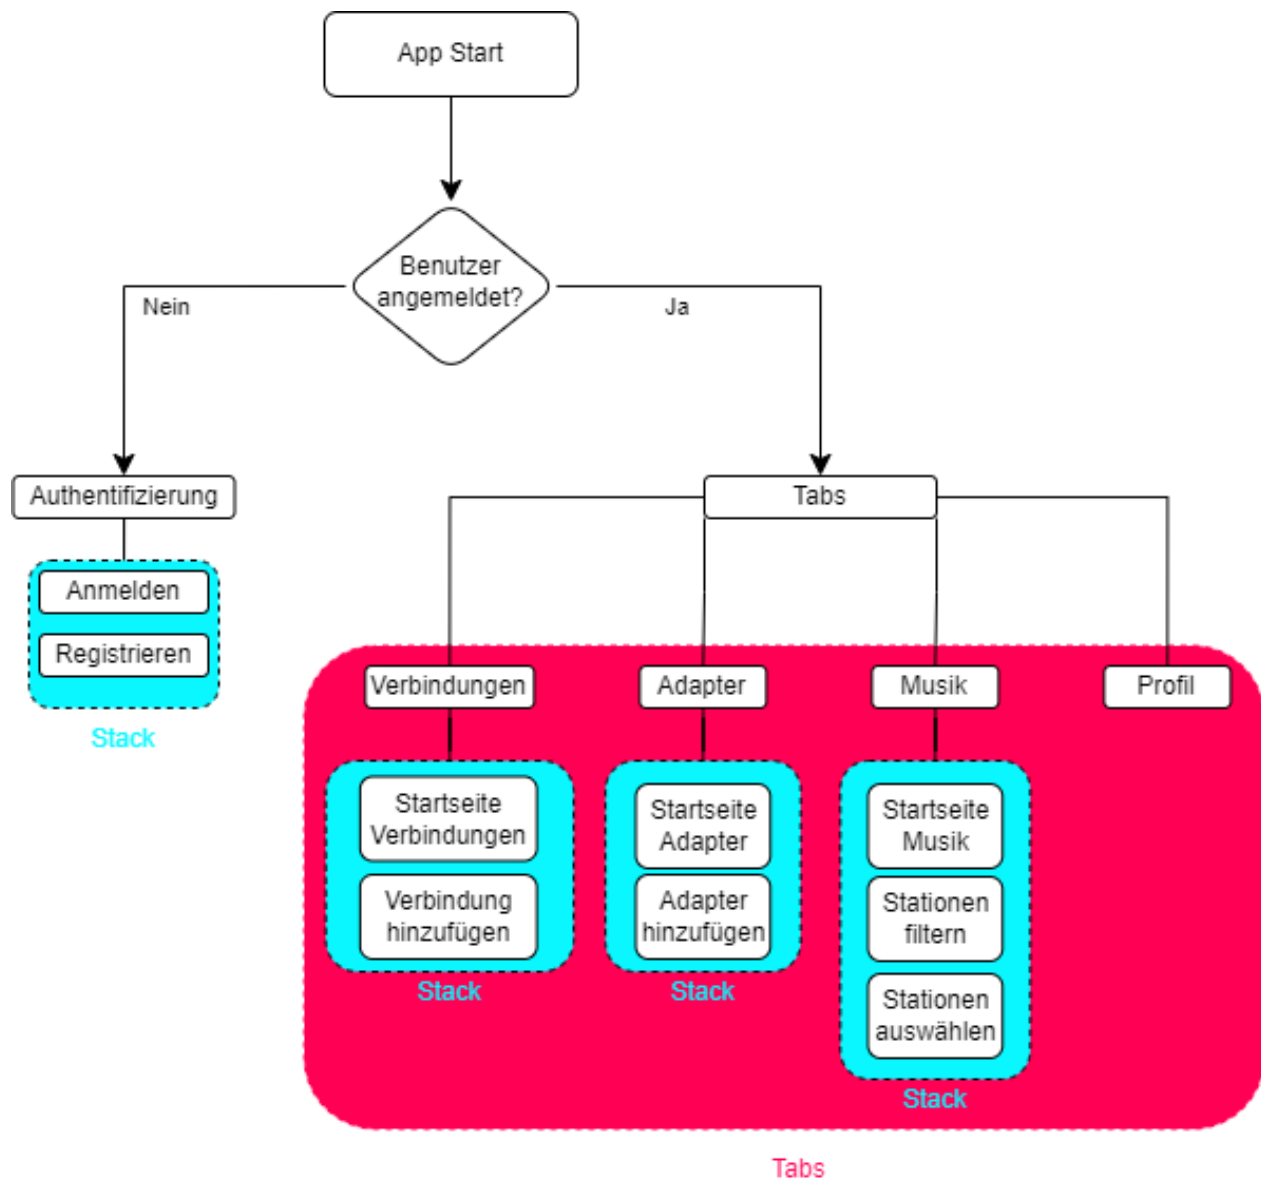 App Start
Benutzer
angemeldet?
Nein
Ja
Authentifizierung
Tabs
Anmelden
Registrieren
Stack
Verbindungen
Adapter
Musik
Profil
Startseite
Verbindungen
Verbindung
hinzufügen
Stack
Startseite
Adapter
Adapter
hinzufügen
Stack
Startseite
Musik
Stationen
filtern
Stationen
auswählen
Stack
Tabs